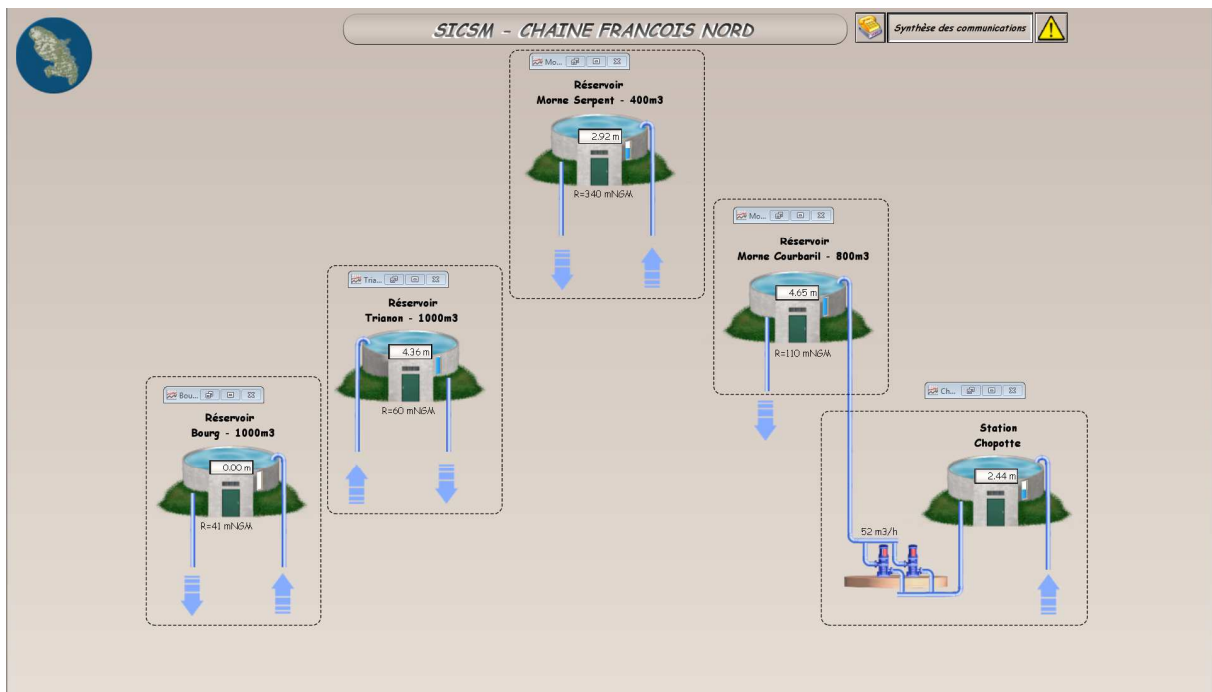 SICSM - CHAINE FRANCOIS NORD
Synthèse des communications
Mo...
Réservoir
Morne Serpent - 400m3
2.92 m
R=340 mNGM
Mo...
Réservoir
Morne Courbaril - 800m3
4.65 m
R=110 mNGM
Tria...
Réservoir
Trianon - 1000m3
4.36 m
R=60 mNGM
Bou...
Réservoir
Bourg - 1000m3
0.00 m
R=41 mNGM
Ch...
Station
Chopotte
2.44 m
52 m3/h